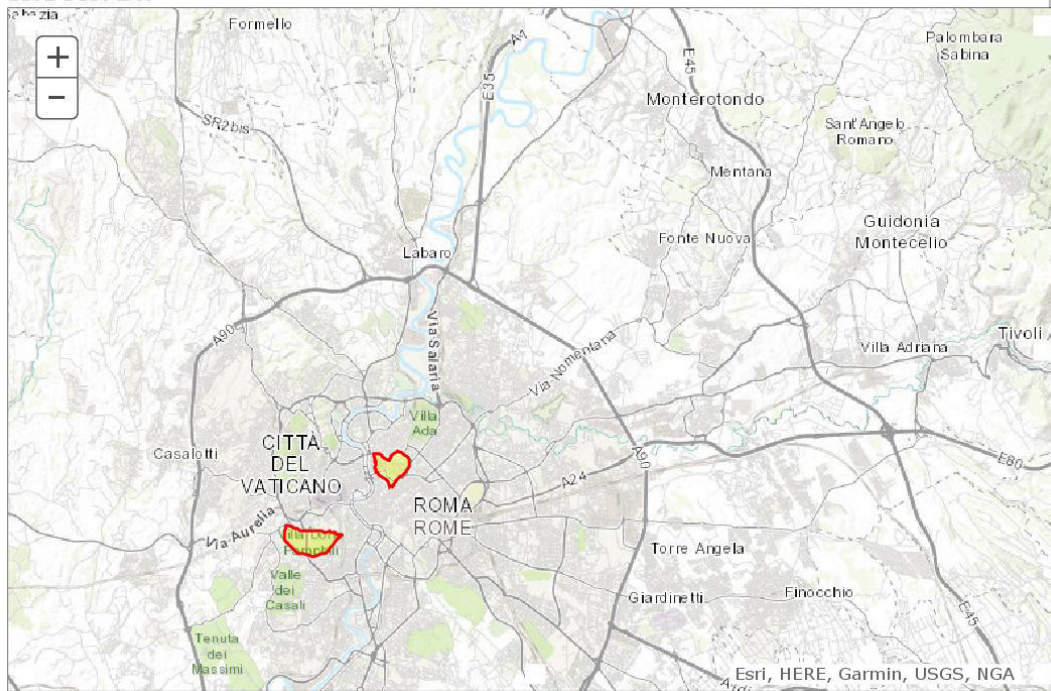 Formello
+
−
SR2bis
E35
A1
E45
Palombara
Sabina
Monterotondo
Sant'Angelo
Romano
Mentana
Guidonia
Montecelio
Fonte Nuova
Labaro
A90
Via Salaria
Via Nomentana
Tivoli
Villa Adriana
Villa
Ada
CITTÀ
DEL
VATICANO
Casalotti
E80
A90
A24
ROMA
ROME
Via Aurelia
Pamphili
Torre Angela
Valle
dei
Casali
Giardinetti
Finocchio
E45
Tenuta
dei
Massimi
Esri, HERE, Garmin, USGS, NGA